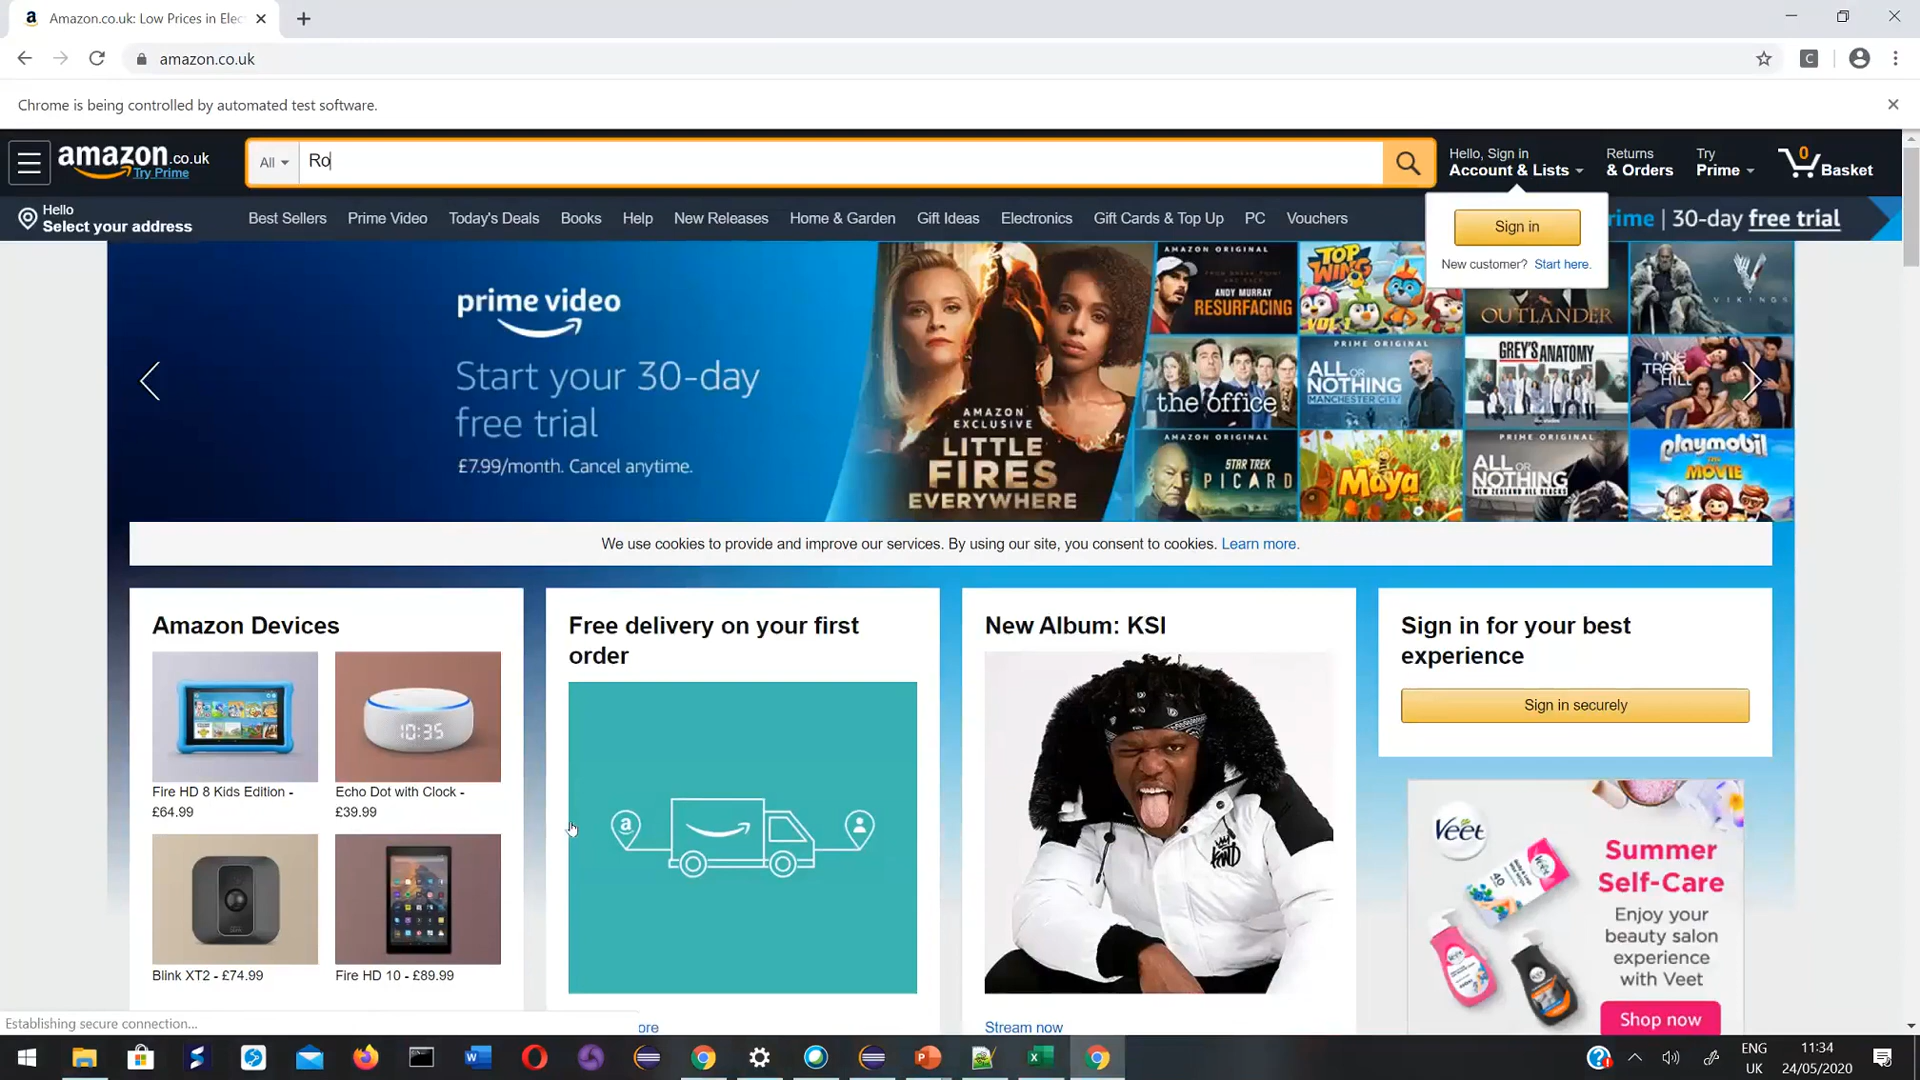 Amazon.co.uk: Low Prices in Elec
amazon.co.uk
Chrome is being controlled by automated test software.
amazon.co.uk
Try Prime
All
Ro
Hello, Sign in
Account & Lists
Returns
& Orders
Try
Prime
0
Basket
Hello
Select your address
Best Sellers Prime Video Today's Deals Books Help New Releases Home & Garden Gift Ideas Electronics Gift Cards & Top Up PC Vouchers
rime | 30-day free trial
Sign in
New customer? Start here.
prime video
Start your 30-day
free trial
£7.99/month. Cancel anytime.
AMAZON
EXCLUSIVE
LITTLE
FIRES
EVERYWHERE
AMAZON ORIGINAL
ANDY MURRAY
RESURFACING
TOP
WING
VOL1
OUTLANDER
VIKINGS
the office
PRIME ORIGINAL
ALL OR
NOTHING
MANCHESTER CITY
GREY'S ANATOMY
ONE
TREE
HILL
AMAZON ORIGINAL
STAR TREK
PICARD
Maya
PRIME ORIGINAL
ALL OR
NOTHING
NEW ZEALAND ALL BLACKS
playmobil
THE MOVIE
We use cookies to provide and improve our services. By using our site, you consent to cookies. Learn more.
Amazon Devices
10:35
Fire HD 8 Kids Edition -
£64.99
Echo Dot with Clock -
£39.99
Blink XT2 - £74.99
Fire HD 10 - £89.99
Free delivery on your first
order
a
ore
New Album: KSI
Stream now
Sign in for your best
experience
Sign in securely
Veet
40
Summer
Self-Care
Enjoy your
beauty salon
experience
with Veet
Shop now
Establishing secure connection...
ENG
UK
11:34
24/05/2020